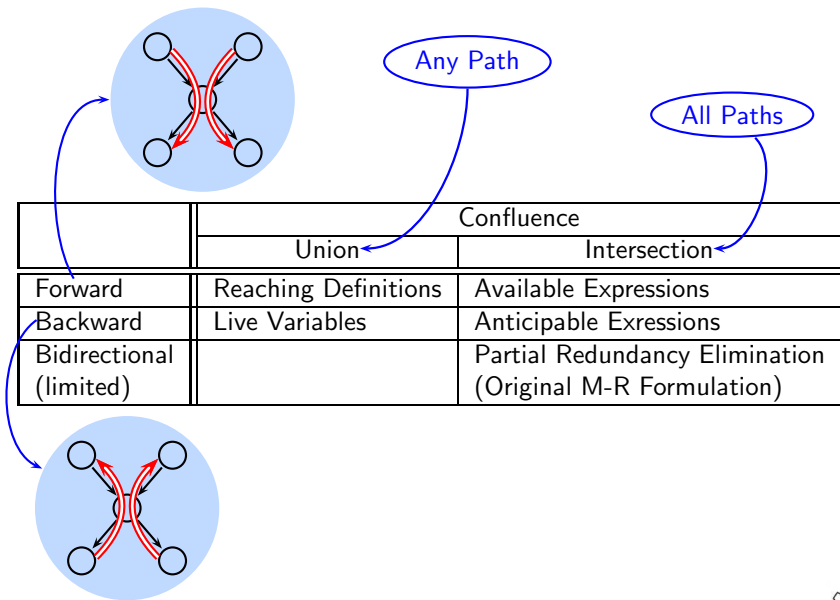 Any Path
All Paths
Confluence
Union Intersection
Forward Reaching Definitions Available Expressions
Backward Live Variables Anticipable Exressions
Bidirectional Partial Redundancy Elimination
(limited) (Original M-R Formulation)